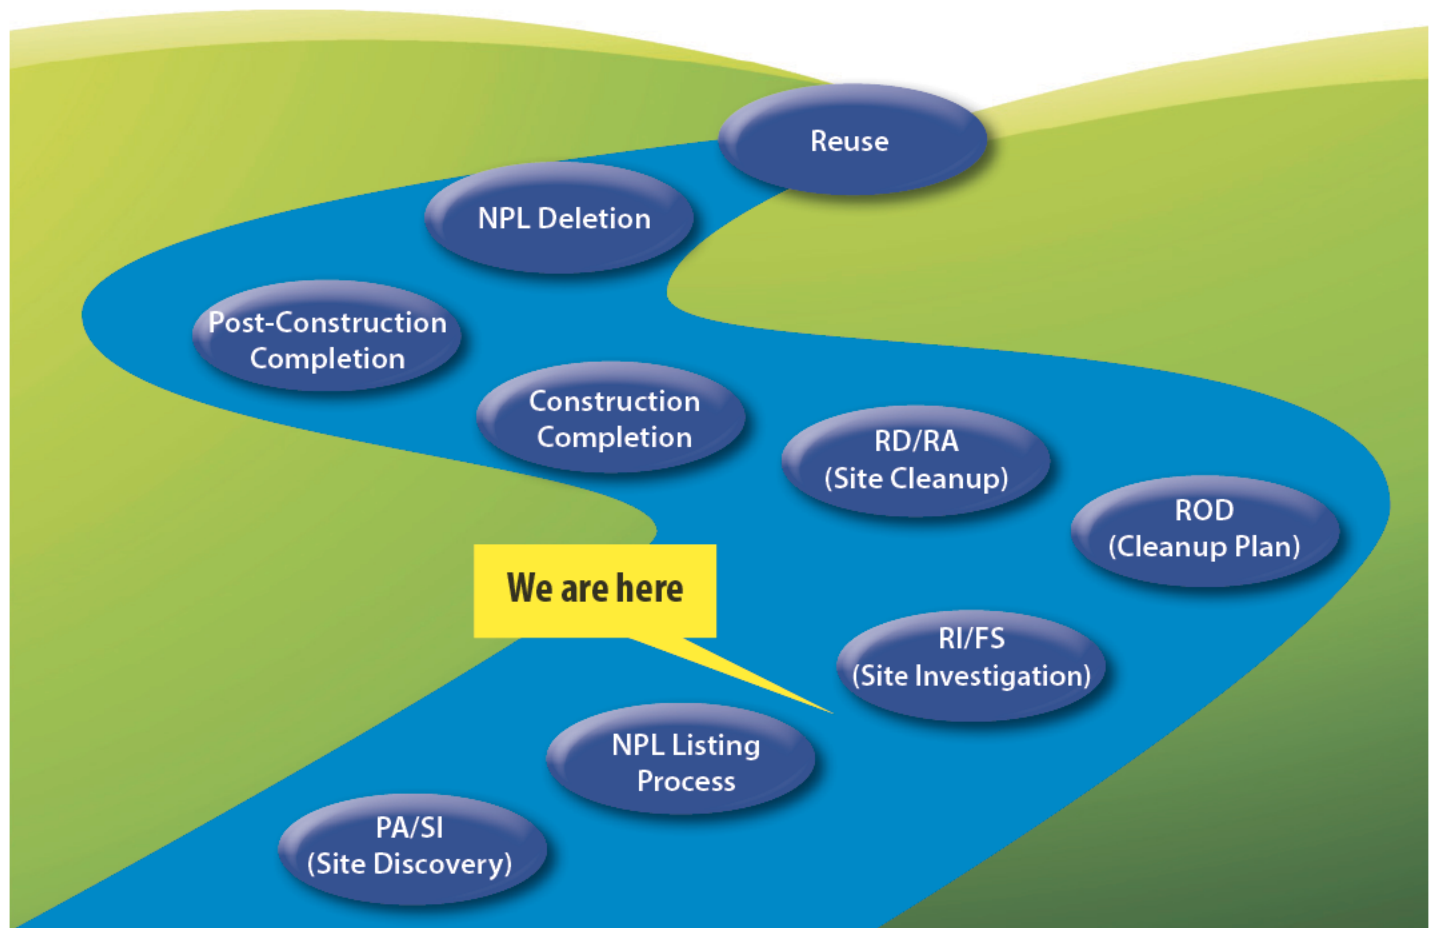 Reuse
NPL Deletion
Post-Construction
Completion
Construction
Completion
RD/RA
(Site Cleanup)
ROD
(Cleanup Plan)
We are here
RI/FS
(Site Investigation)
NPL Listing
Process
PA/SI
(Site Discovery)